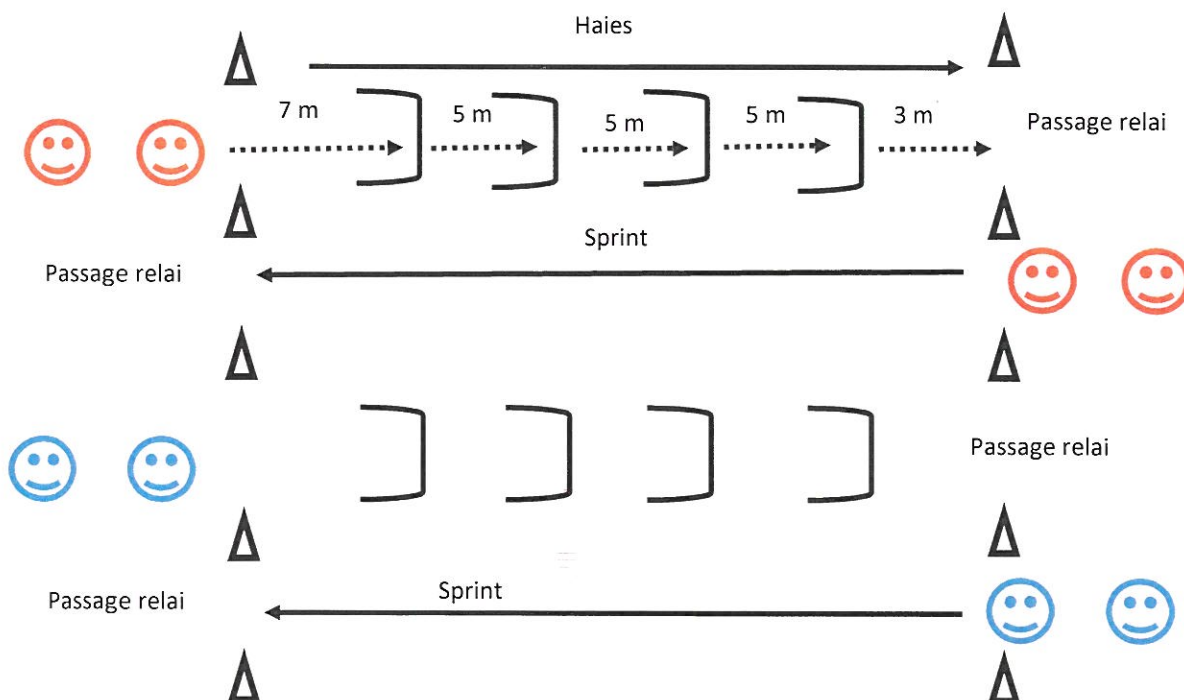 Haies
7 m
5 m
5 m
5 m
3 m
Passage relai
Sprint
Passage relai
Passage relai
Sprint
Passage relai